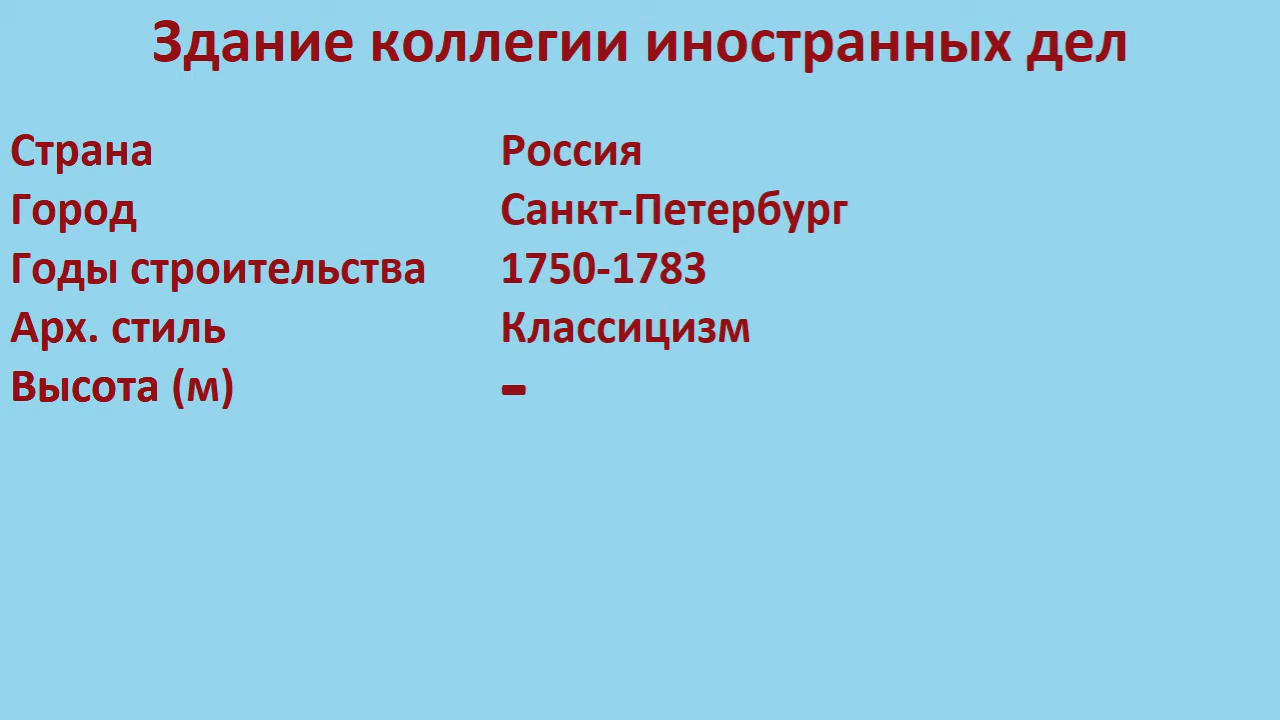 Здание коллегии иностранных дел
Страна Россия
Город Санкт-Петербург
Годы строительства 1750-1783
Арх. стиль Классицизм
Высота (м) -